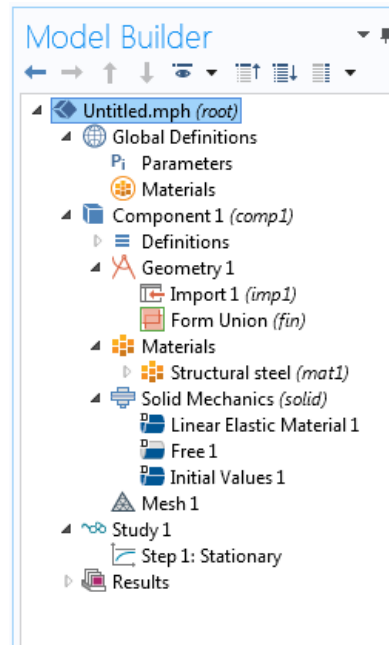 Model Builder
Untitled.mph (root)
Global Definitions
Pi Parameters
Materials
Component 1 (comp1)
Definitions
Geometry 1
Import 1 (imp1)
Form Union (fin)
Materials
Structural steel (mat1)
Solid Mechanics (solid)
D Linear Elastic Material 1
D Free 1
D Initial Values 1
Mesh 1
Study 1
Step 1: Stationary
Results